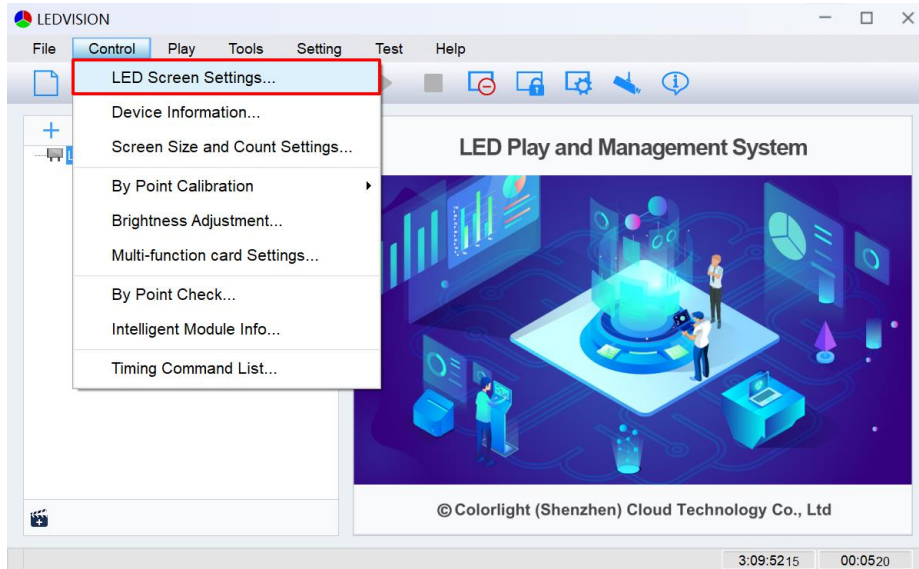 LEDVISION
File Control Play Tools Setting Test Help
LED Screen Settings...
Device Information...
Screen Size and Count Settings...
By Point Calibration
Brightness Adjustment...
Multi-function card Settings...
By Point Check...
Intelligent Module Info...
Timing Command List...
LED Play and Management System
© Colorlight (Shenzhen) Cloud Technology Co., Ltd
3:09:5215 00:0520